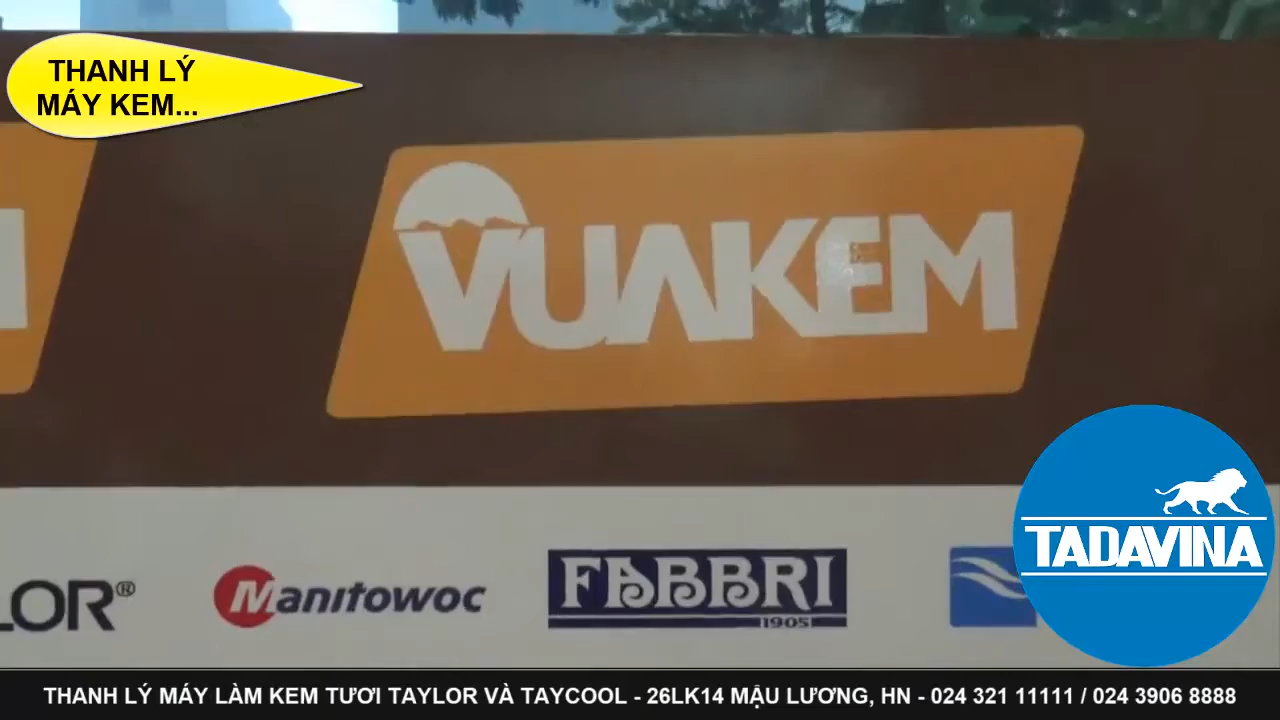 THANH LÝ
MÁY KEM...
VUAKEM
LOR®
Manitowoc
FABBRI
1905
TADAVINA
THANH LÝ MÁY LÀM KEM TƯƠI TAYLOR VÀ TAYCOOL - 26LK14 MẬU LƯƠNG, HN - 024 321 11111 / 024 3906 8888